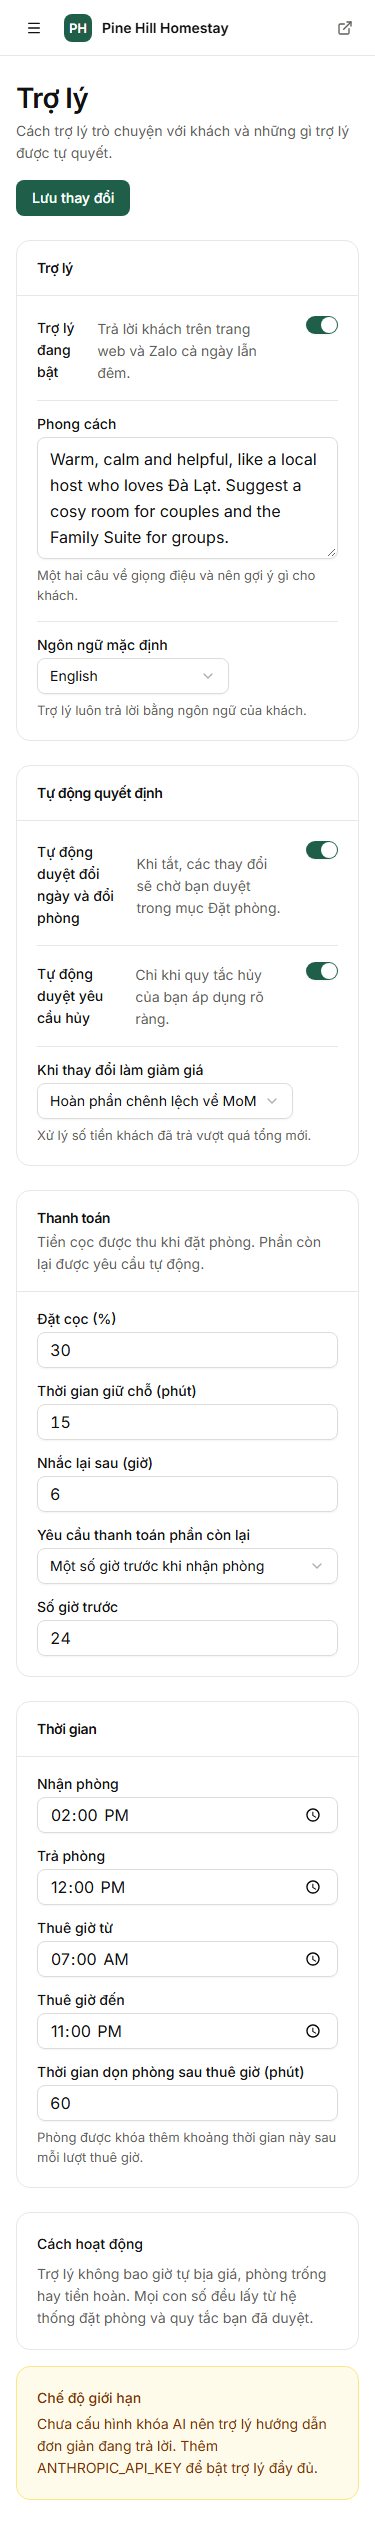 PH Pine Hill Homestay
Trợ lý
Cách trợ lý trò chuyện với khách và những gì trợ lý
được tự quyết.
Lưu thay đổi
Trợ lý
Trợ lý
đang
bật
Trả lời khách trên trang
web và Zalo cả ngày lẫn
đêm.
Phong cách
Warm, calm and helpful, like a local
host who loves Đà Lạt. Suggest a
cosy room for couples and the
Family Suite for groups.
Một hai câu về giọng điệu và nên gợi ý gì cho
khách.
Ngôn ngữ mặc định
English
Trợ lý luôn trả lời bằng ngôn ngữ của khách.
Tự động quyết định
Tự động
duyệt đổi
ngày và đổi
phòng
Khi tắt, các thay đổi
sẽ chờ bạn duyệt
trong mục Đặt phòng.
Tự động
duyệt yêu
cầu hủy
Chỉ khi quy tắc hủy
của bạn áp dụng rõ
ràng.
Khi thay đổi làm giảm giá
Hoàn phần chênh lệch về MoM
Xử lý số tiền khách đã trả vượt quá tổng mới.
Thanh toán
Tiền cọc được thu khi đặt phòng. Phần còn
lại được yêu cầu tự động.
Đặt cọc (%)
30
Thời gian giữ chỗ (phút)
15
Nhắc lại sau (giờ)
6
Yêu cầu thanh toán phần còn lại
Một số giờ trước khi nhận phòng
Số giờ trước
24
Thời gian
Nhận phòng
02:00 PM
Trả phòng
12:00 PM
Thuê giờ từ
07:00 AM
Thuê giờ đến
11:00 PM
Thời gian dọn phòng sau thuê giờ (phút)
60
Phòng được khóa thêm khoảng thời gian này sau
mỗi lượt thuê giờ.
Cách hoạt động
Trợ lý không bao giờ tự bịa giá, phòng trống
hay tiền hoàn. Mọi con số đều lấy từ hệ
thống đặt phòng và quy tắc bạn đã duyệt.
Chế độ giới hạn
Chưa cấu hình khóa AI nên trợ lý hướng dẫn
đơn giản đang trả lời. Thêm
ANTHROPIC_API_KEY để bật trợ lý đầy đủ.